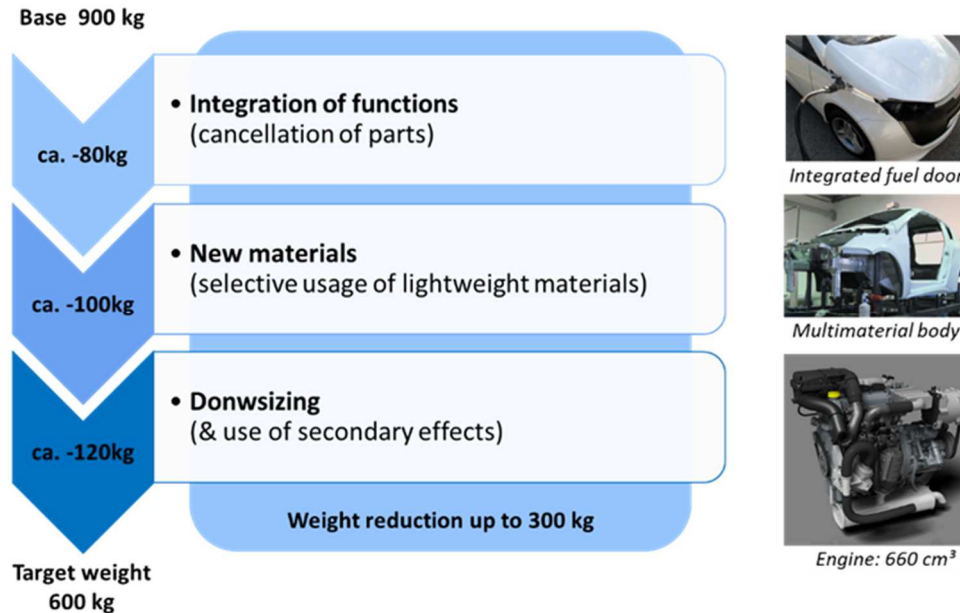 Base 900 kg
• Integration of functions
(cancellation of parts)
ca. -80kg
Integrated fuel door
• New materials
(selective usage of lightweight materials)
ca. -100kg
Multimaterial body
• Donwsizing
(& use of secondary effects)
ca. -120kg
Weight reduction up to 300 kg
Engine: 660 cm³
Target weight
600 kg